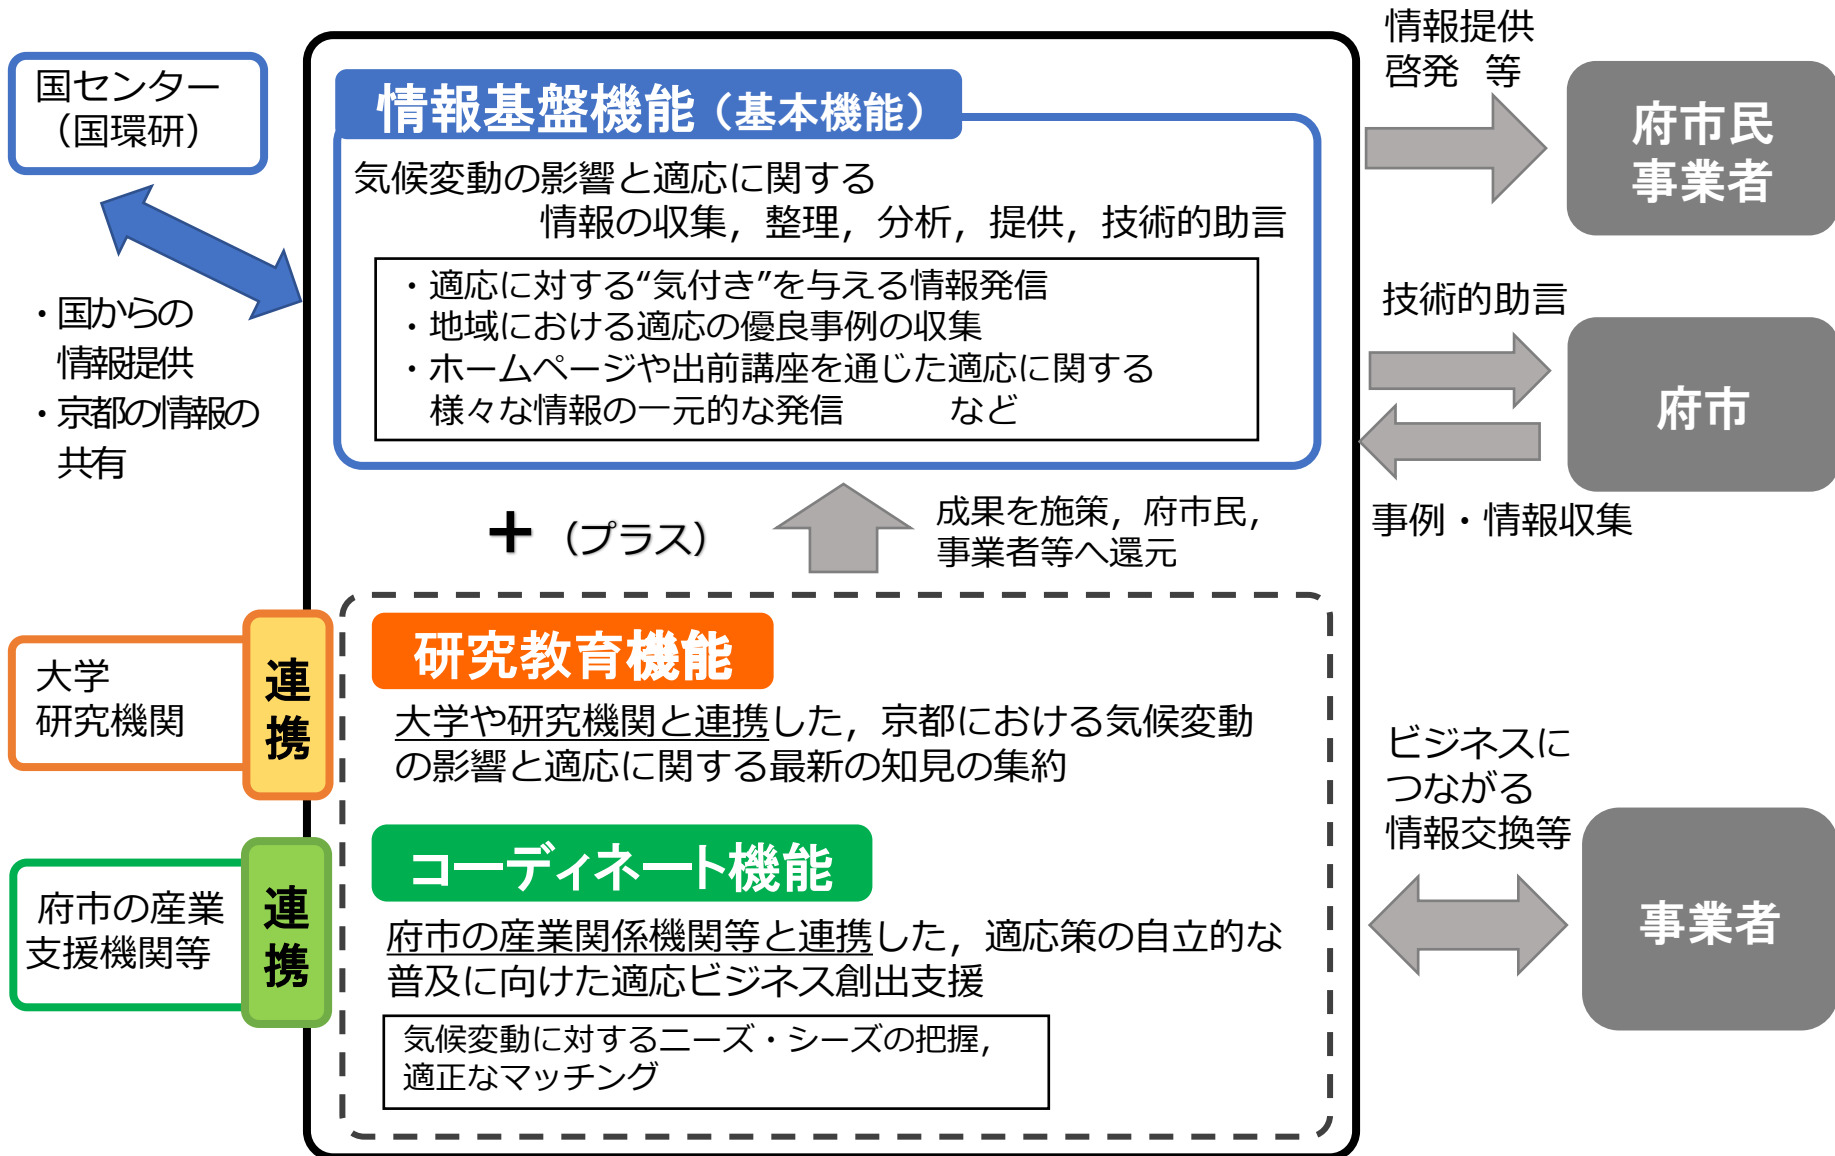 国センター
（国環研）
・国からの
情報提供
・京都の情報の
共有
情報基盤機能（基本機能）
気候変動の影響と適応に関する
情報の収集，整理，分析，提供，技術的助言
・適応に対する“気付き”を与える情報発信
・地域における適応の優良事例の収集
・ホームページや出前講座を通じた適応に関する
様々な情報の一元的な発信　　　など
＋（プラス）
成果を施策，府市民，
事業者等へ還元
大学
研究機関
連
携
研究教育機能
大学や研究機関と連携した，京都における気候変動
の影響と適応に関する最新の知見の集約
府市の産業
支援機関等
連
携
コーディネート機能
府市の産業関係機関等と連携した，適応策の自立的な
普及に向けた適応ビジネス創出支援
気候変動に対するニーズ・シーズの把握，
適正なマッチング
情報提供
啓発　等
府市民
事業者
技術的助言
府市
事例・情報収集
ビジネスに
つながる
情報交換等
事業者